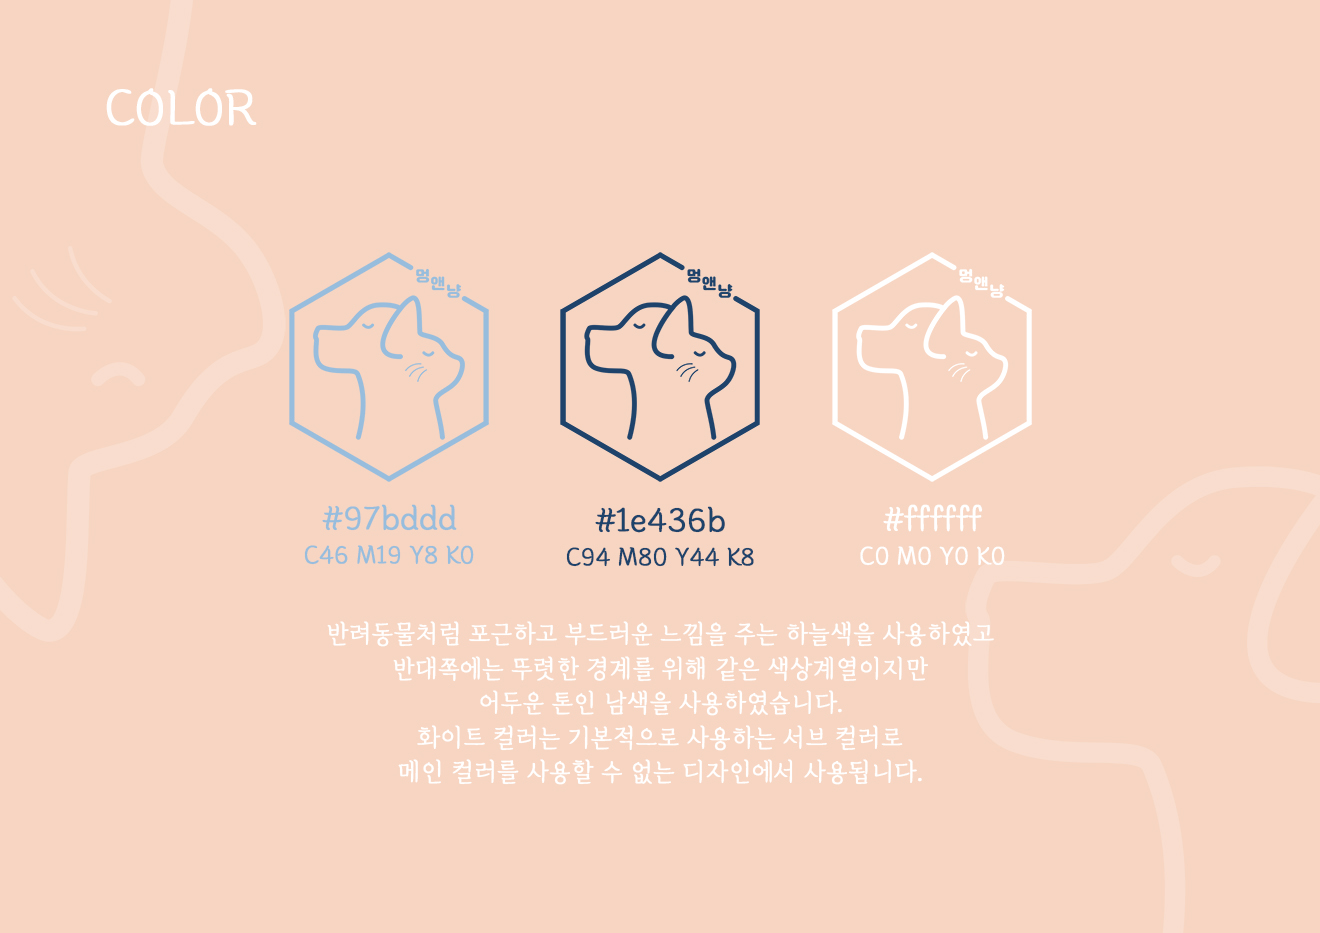 COLOR
멍앤냥
멍앤냥
멍앤냥
#97bddd
#1e436b
#ffffff
C46 M19 Y8 K0
C94 M80 Y44 K8
C0 M0 Y0 K0
반려동물처럼 포근하고 부드러운 느낌을 주는 하늘색을 사용하였고
반대쪽에는 뚜렷한 경계를 위해 같은 색상계열이지만
어두운 톤인 남색을 사용하였습니다.
화이트 컬러는 기본적으로 사용하는 서브 컬러로
메인 컬러를 사용할 수 없는 디자인에서 사용됩니다.